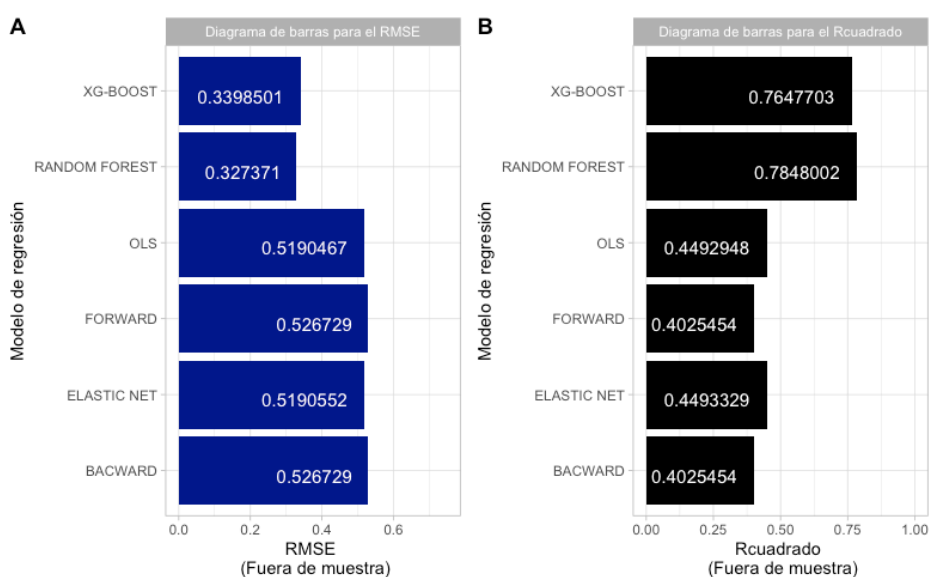 A
Diagrama de barras para el RMSE
Modelo de regresión
XG-BOOST
0.3398501
RANDOM FOREST
0.327371
OLS
0.5190467
FORWARD
0.526729
ELASTIC NET
0.5190552
BACWARD
0.526729
0.0 0.2 0.4 0.6
RMSE
(Fuera de muestra)
B
Diagrama de barras para el Rcuadrado
Modelo de regresión
XG-BOOST
0.7647703
RANDOM FOREST
0.7848002
OLS
0.4492948
FORWARD
0.4025454
ELASTIC NET
0.4493329
BACWARD
0.4025454
0.00 0.25 0.50 0.75 1.00
Rcuadrado
(Fuera de muestra)